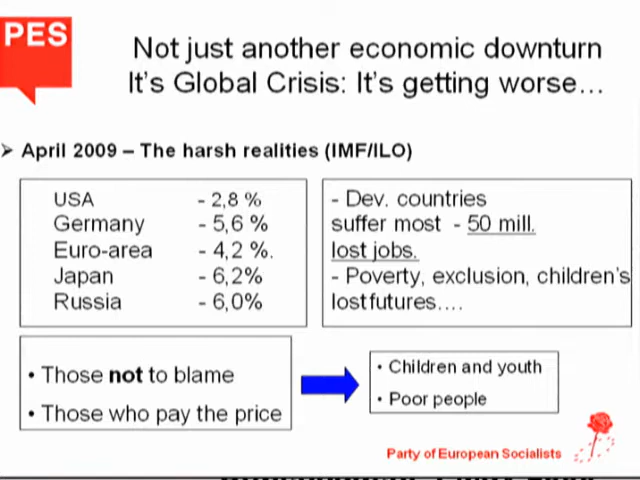 PES
Not just another economic downturn
It's Global Crisis: It's getting worse...
➢ April 2009 – The harsh realities (IMF/ILO)
USA - 2,8 %
Germany - 5,6 %
Euro-area - 4,2 %.
Japan - 6,2%
Russia - 6,0%
- Dev. countries
suffer most - 50 mill.
lost jobs.
- Poverty, exclusion, children's
lost futures....
• Those not to blame
• Those who pay the price
• Children and youth
• Poor people
Party of European Socialists